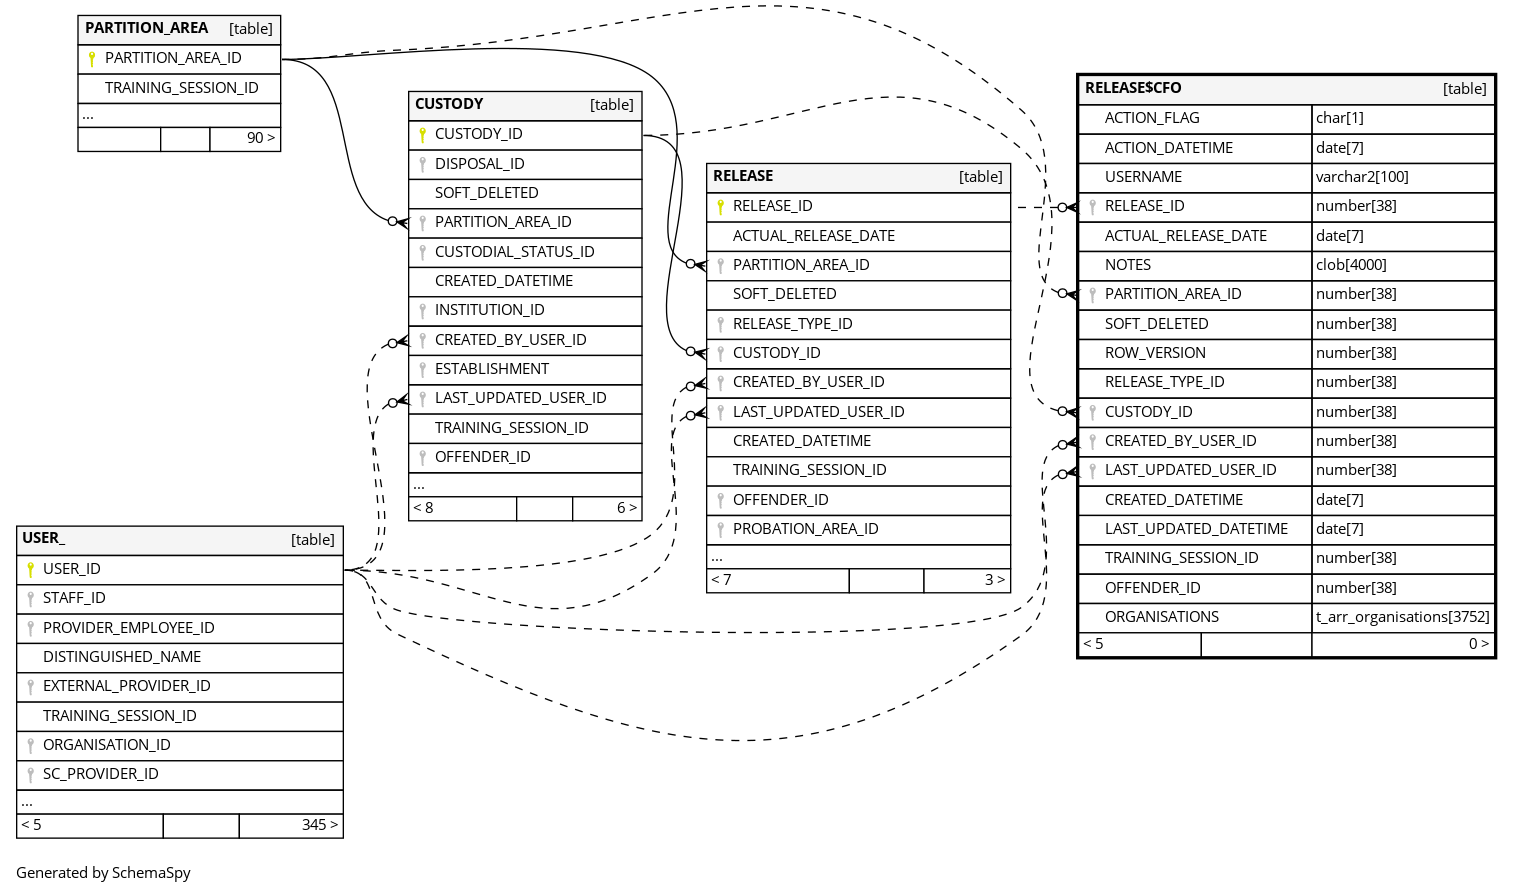 PARTITION_AREA [table]
PARTITION_AREA_ID
TRAINING_SESSION_ID
...
90 >
CUSTODY [table]
CUSTODY_ID
DISPOSAL_ID
SOFT_DELETED
PARTITION_AREA_ID
CUSTODIAL_STATUS_ID
CREATED_DATETIME
INSTITUTION_ID
CREATED_BY_USER_ID
ESTABLISHMENT
LAST_UPDATED_USER_ID
TRAINING_SESSION_ID
OFFENDER_ID
...
< 8 6 >
RELEASE [table]
RELEASE_ID
ACTUAL_RELEASE_DATE
PARTITION_AREA_ID
SOFT_DELETED
RELEASE_TYPE_ID
CUSTODY_ID
CREATED_BY_USER_ID
LAST_UPDATED_USER_ID
CREATED_DATETIME
TRAINING_SESSION_ID
OFFENDER_ID
PROBATION_AREA_ID
...
< 7 3 >
RELEASE$CFO [table]
ACTION_FLAG char[1]
ACTION_DATETIME date[7]
USERNAME varchar2[100]
RELEASE_ID number[38]
ACTUAL_RELEASE_DATE date[7]
NOTES clob[4000]
PARTITION_AREA_ID number[38]
SOFT_DELETED number[38]
ROW_VERSION number[38]
RELEASE_TYPE_ID number[38]
CUSTODY_ID number[38]
CREATED_BY_USER_ID number[38]
LAST_UPDATED_USER_ID number[38]
CREATED_DATETIME date[7]
LAST_UPDATED_DATETIME date[7]
TRAINING_SESSION_ID number[38]
OFFENDER_ID number[38]
ORGANISATIONS t_arr_organisations[3752]
< 5 0 >
USER_ [table]
USER_ID
STAFF_ID
PROVIDER_EMPLOYEE_ID
DISTINGUISHED_NAME
EXTERNAL_PROVIDER_ID
TRAINING_SESSION_ID
ORGANISATION_ID
SC_PROVIDER_ID
...
< 5 345 >
Generated by SchemaSpy